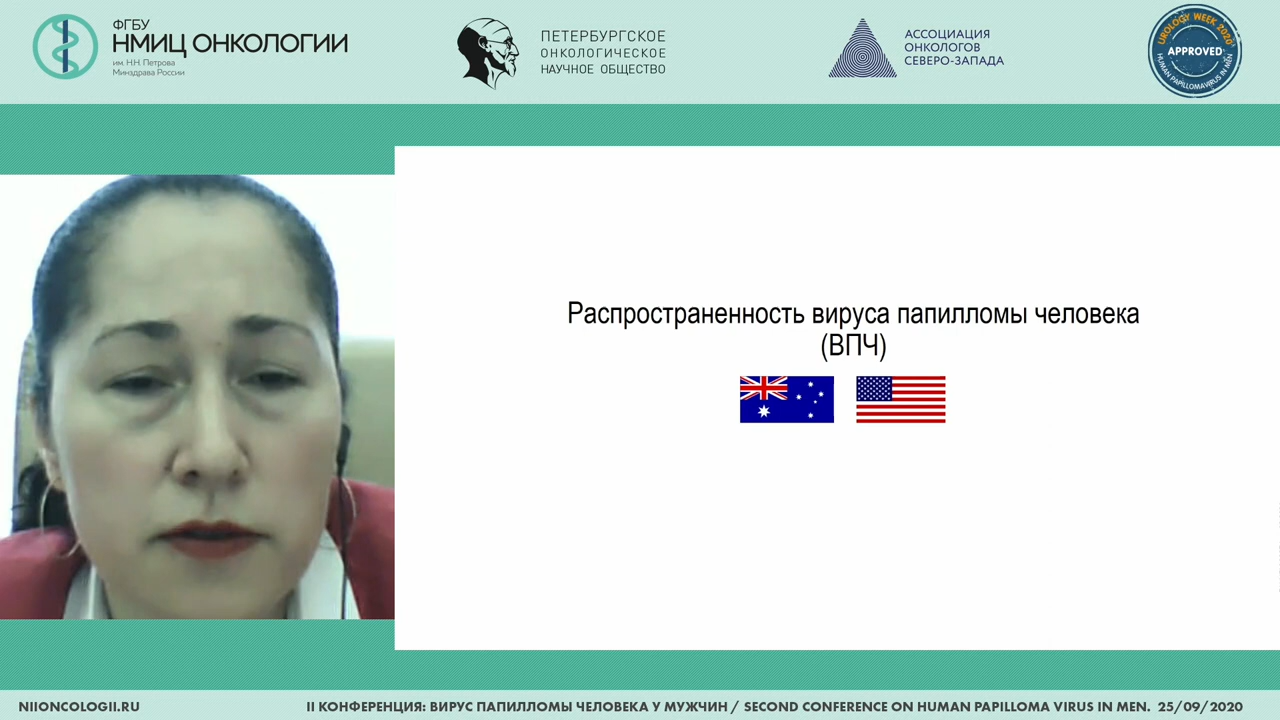 ФГБУ
НМИЦ ОНКОЛОГИИ
им. Н.Н. Петрова
Минздрава России
ПЕТЕРБУРГСКОЕ
ОНКОЛОГИЧЕСКОЕ
НАУЧНОЕ ОБЩЕСТВО
АССОЦИАЦИЯ
ОНКОЛОГОВ
СЕВЕРО-ЗАПАДА
UROLOGY WEEK 2020
APPROVED
HUMAN PAPILLOMAVIRUS IN MEN
Распространенность вируса папилломы человека
(ВПЧ)
NIIONCOLOGII.RU
II КОНФЕРЕНЦИЯ: ВИРУС ПАПИЛЛОМЫ ЧЕЛОВЕКА У МУЖЧИН / SECOND CONFERENCE ON HUMAN PAPILLOMA VIRUS IN MEN. 25/09/2020